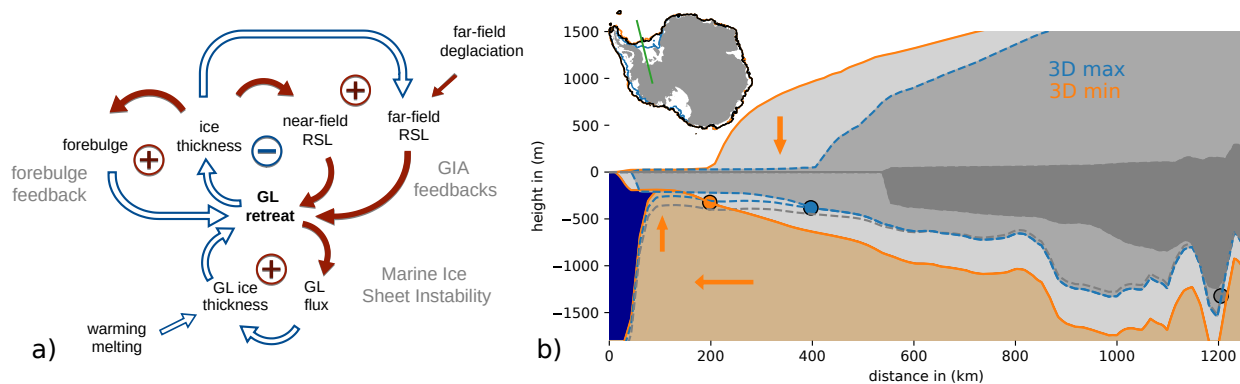 far-field
deglaciation
+
+
ice
thickness
near-field
RSL
far-field
RSL
forebulge
+
−
forebulge
feedback
GIA
feedbacks
GL
retreat
+
GL ice
thickness
GL
flux
Marine Ice
Sheet Instability
warming
melting
a)
3D max
3D min
height in (m)
1500
1000
500
0
−500
−1000
−1500
0
200
400
600
800
1000
1200
distance in (km)
b)